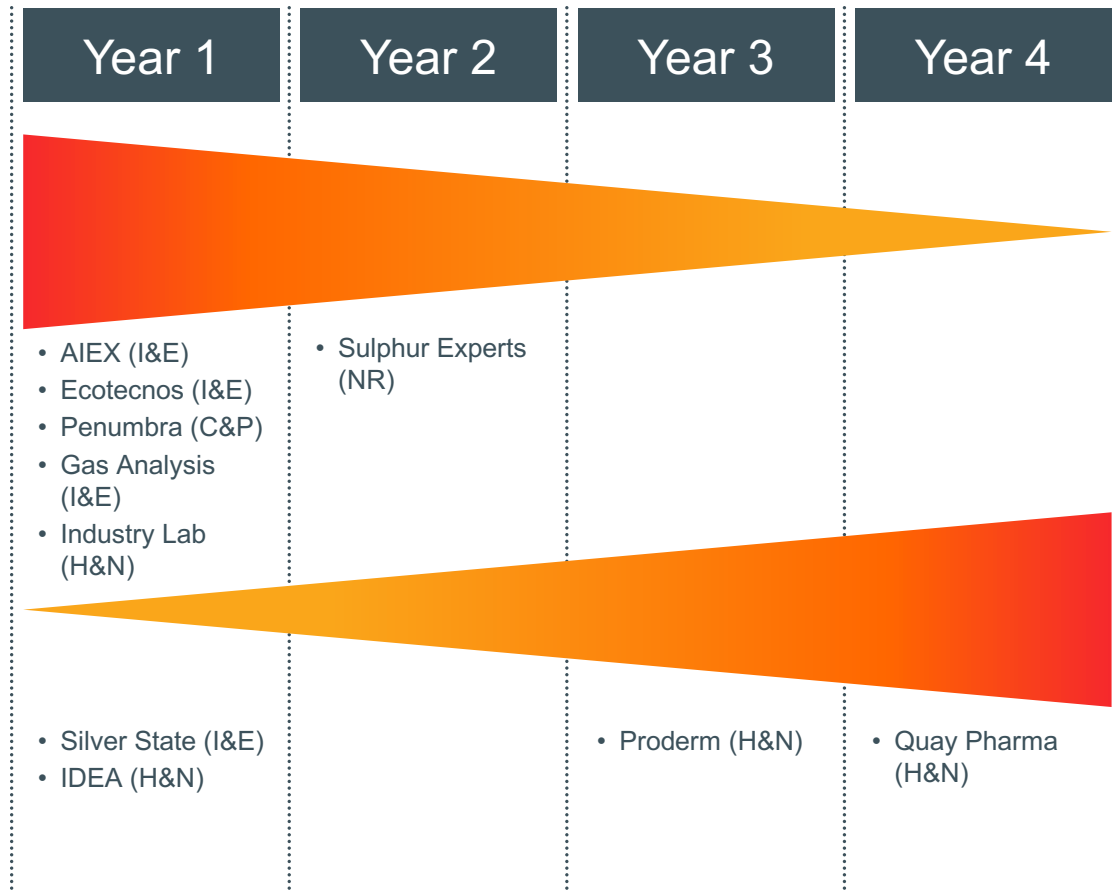 Year 1
Year 2
Year 3
Year 4
• AIEX (I&E)
• Ecotecnos (I&E)
• Penumbra (C&P)
• Gas Analysis
(I&E)
• Industry Lab
(H&N)
• Sulphur Experts
(NR)
• Silver State (I&E)
• IDEA (H&N)
• Proderm (H&N)
• Quay Pharma
(H&N)